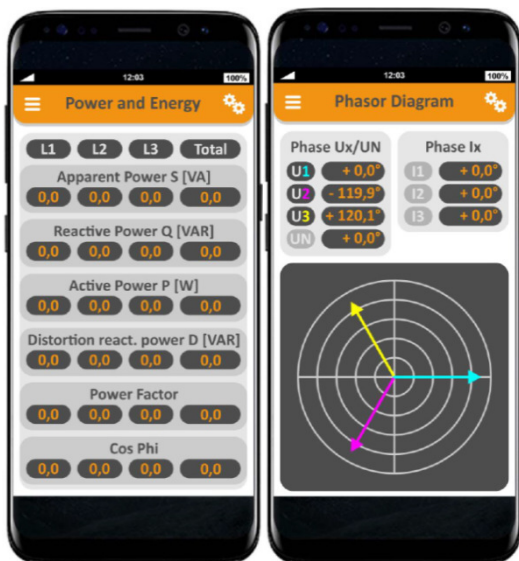 12:03
100%
Power and Energy
L1 L2 L3 Total
Apparent Power S [VA]
0,0 0,0 0,0 0,0
Reactive Power Q [VAR]
0,0 0,0 0,0 0,0
Active Power P [W]
0,0 0,0 0,0 0,0
Distortion react. power D [VAR]
0,0 0,0 0,0 0,0
Power Factor
0,0 0,0 0,0 0,0
Cos Phi
0,0 0,0 0,0 0,0
12:03
100%
Phasor Diagram
Phase Ux/UN
U1 + 0,0°
U2 - 119,9°
U3 + 120,1°
UN + 0,0°
Phase Ix
I1 + 0,0°
I2 + 0,0°
I3 + 0,0°